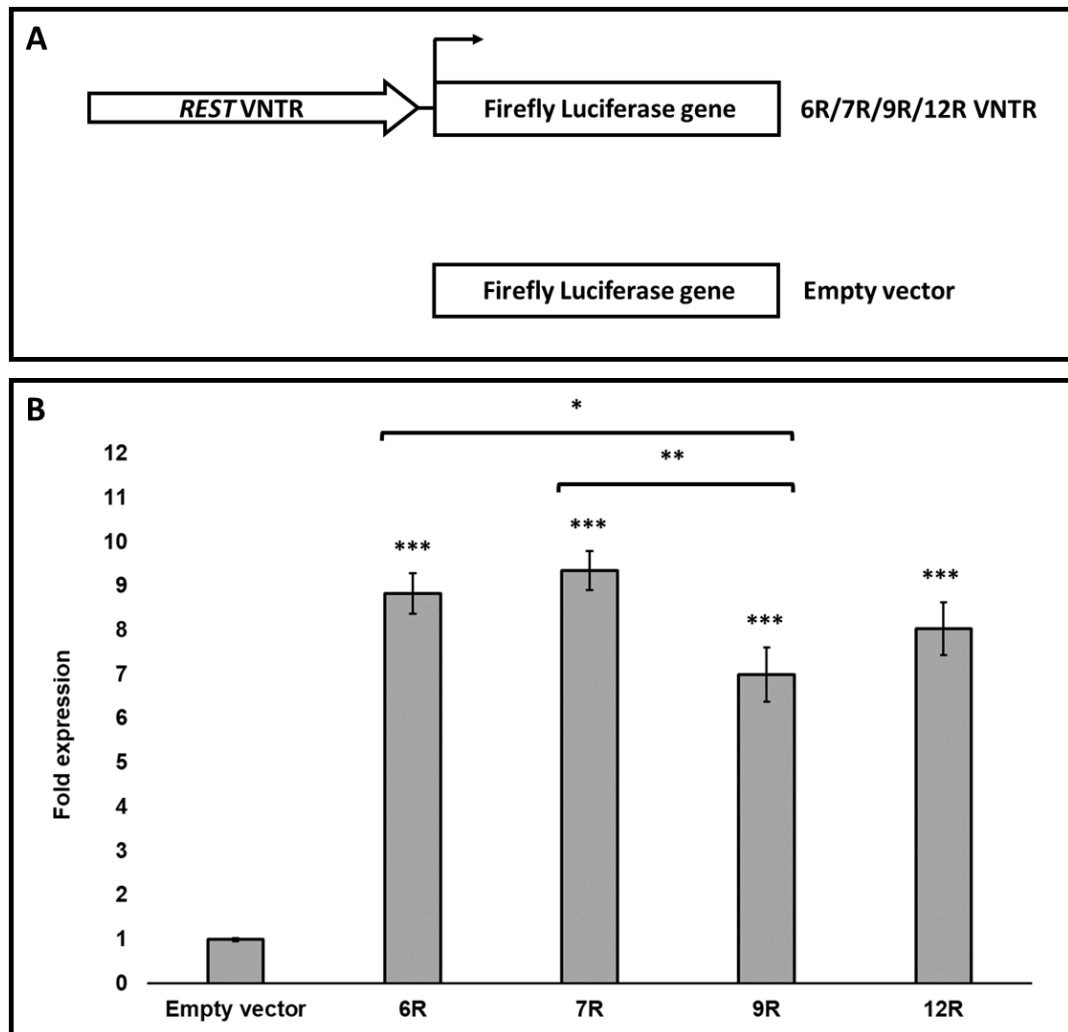 A
REST VNTR
Firefly Luciferase gene
6R/7R/9R/12R VNTR
Firefly Luciferase gene
Empty vector
B
*
**
12
11
10
9
8
7
6
5
4
3
2
1
0
Fold expression
***
***
***
***
Empty vector
6R
7R
9R
12R